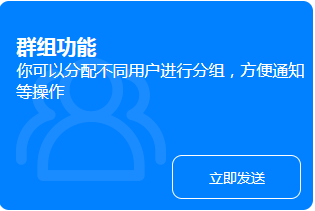 群组功能
你可以分配不同用户进行分组，方便通知
等操作
立即发送